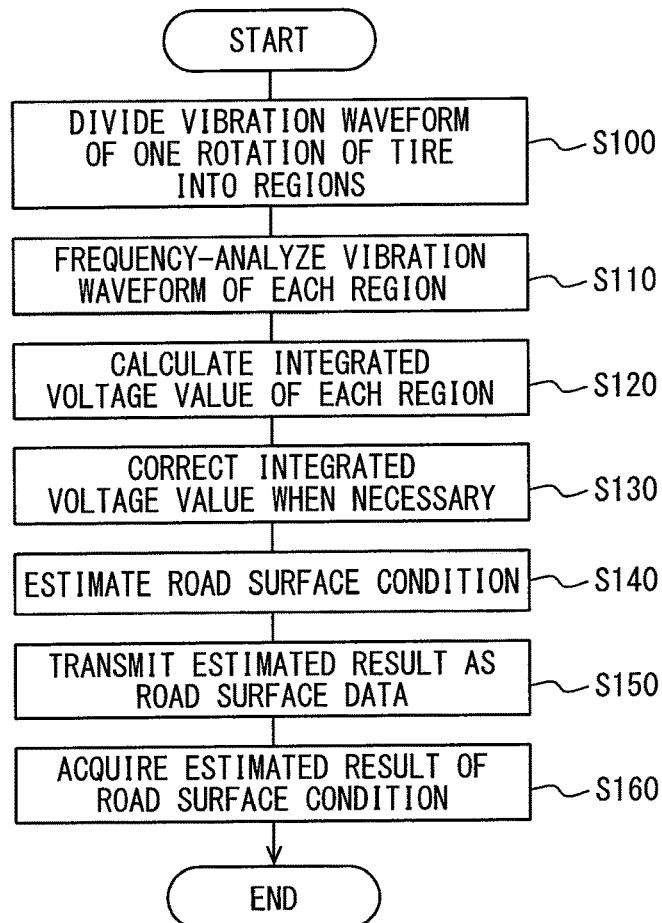 START
DIVIDE VIBRATION WAVEFORM
OF ONE ROTATION OF TIRE
INTO REGIONS
S100
FREQUENCY-ANALYZE VIBRATION
WAVEFORM OF EACH REGION
S110
CALCULATE INTEGRATED
VOLTAGE VALUE OF EACH REGION
S120
CORRECT INTEGRATED
VOLTAGE VALUE WHEN NECESSARY
S130
ESTIMATE ROAD SURFACE CONDITION
S140
TRANSMIT ESTIMATED RESULT AS
ROAD SURFACE DATA
S150
ACQUIRE ESTIMATED RESULT OF
ROAD SURFACE CONDITION
S160
END